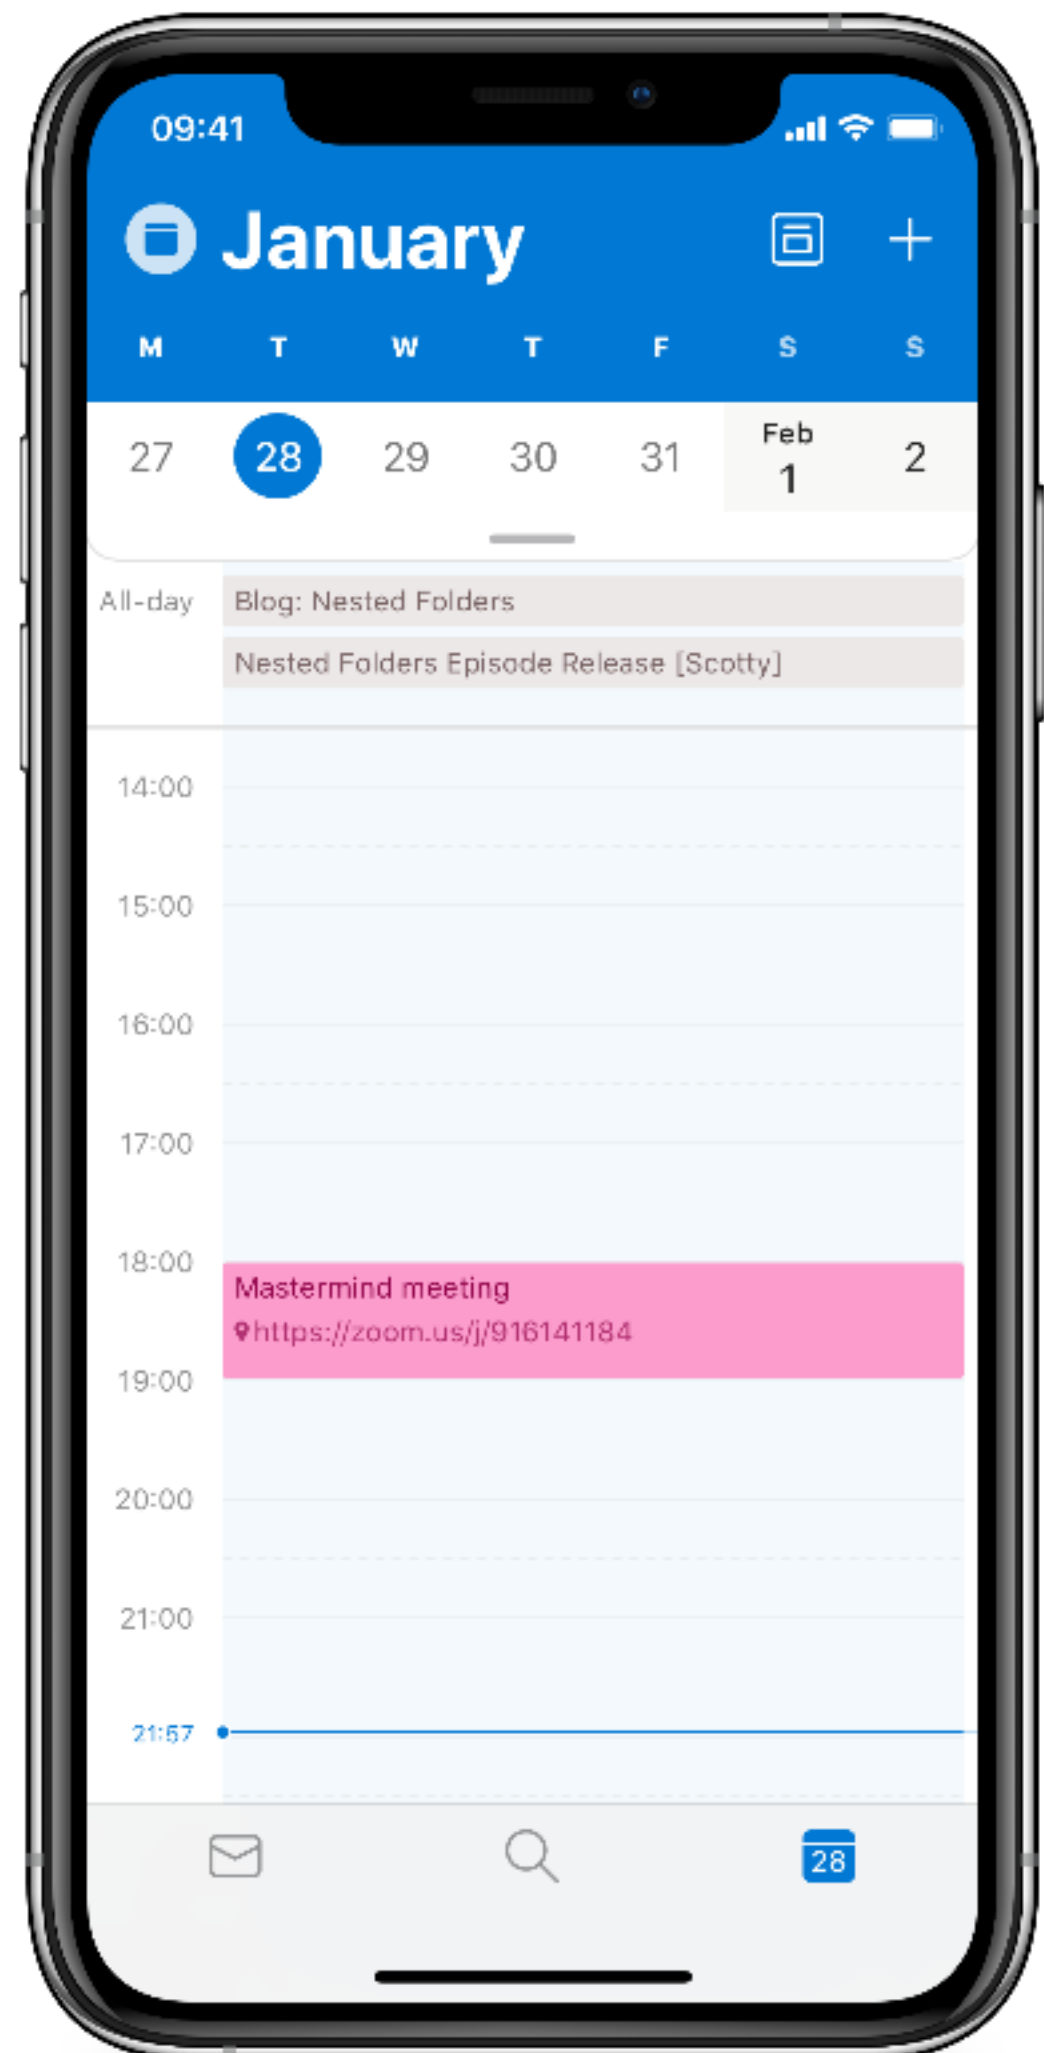 09:41
January
M T W T F S S
27 28 29 30 31 Feb 1 2
All-day Blog: Nested Folders
Nested Folders Episode Release [Scotty]
14:00
15:00
16:00
17:00
18:00
Mastermind meeting
https://zoom.us/j/916141184
19:00
20:00
21:00
21:57
28